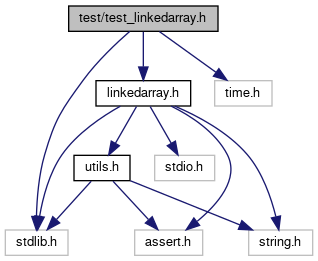 test/test_linkedarray.h
linkedarray.h
time.h
utils.h
stdio.h
stdlib.h
assert.h
string.h